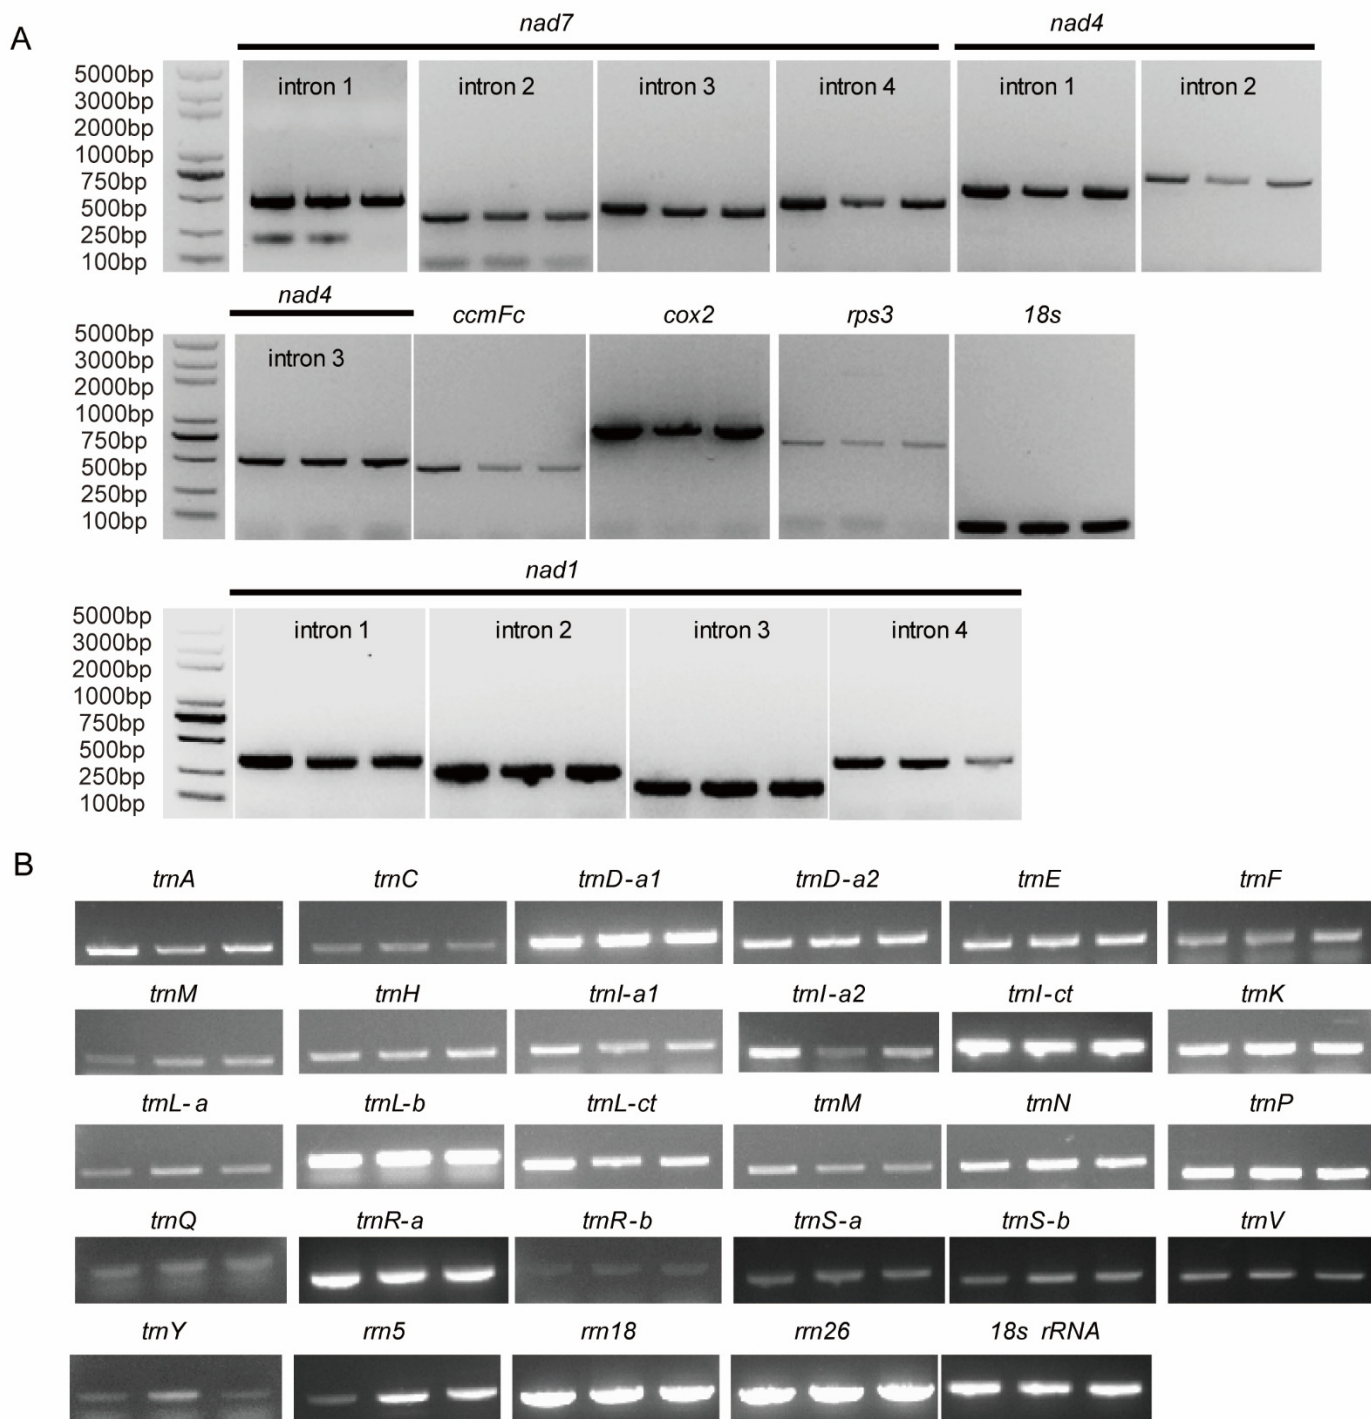 A
nad7 nad4
5000bp
3000bp
2000bp
1000bp
750bp
500bp
250bp
100bp
intron 1 intron 2 intron 3 intron 4 intron 1 intron 2
nad4 ccmFc cox2 rps3 18s
5000bp
3000bp
2000bp
1000bp
750bp
500bp
250bp
100bp
intron 3
nad1
5000bp
3000bp
2000bp
1000bp
750bp
500bp
250bp
100bp
intron 1 intron 2 intron 3 intron 4
B
trnA trnC trnD-a1 trnD-a2 trnE trnF
trnM trnH trnI-a1 trnI-a2 trnI-ct trnK
trnL-a trnL-b trnL-ct trnM trnN trnP
trnQ trnR-a trnR-b trnS-a trnS-b trnV
trnY rrn5 rrn18 rrn26 18s rRNA